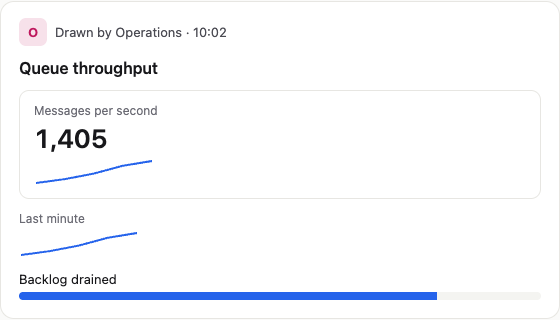 O
Drawn by Operations · 10:02
Queue throughput
Messages per second
1,405
Last minute
Backlog drained